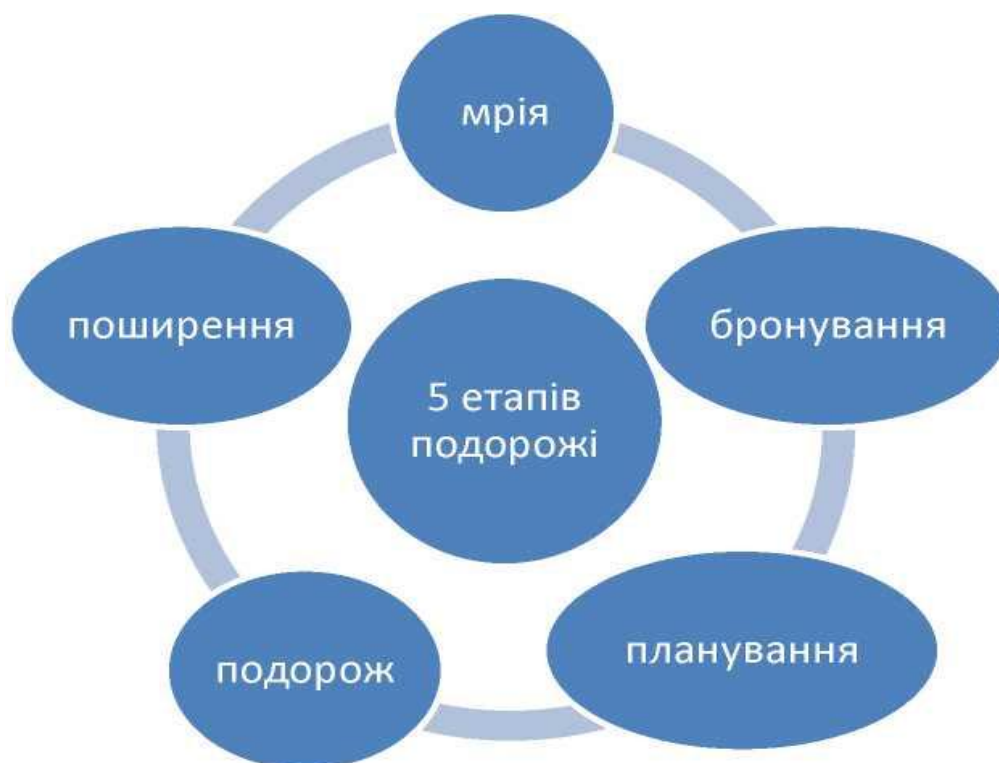 мрія
бронування
планування
подорож
поширення
5 етапів
подорожі